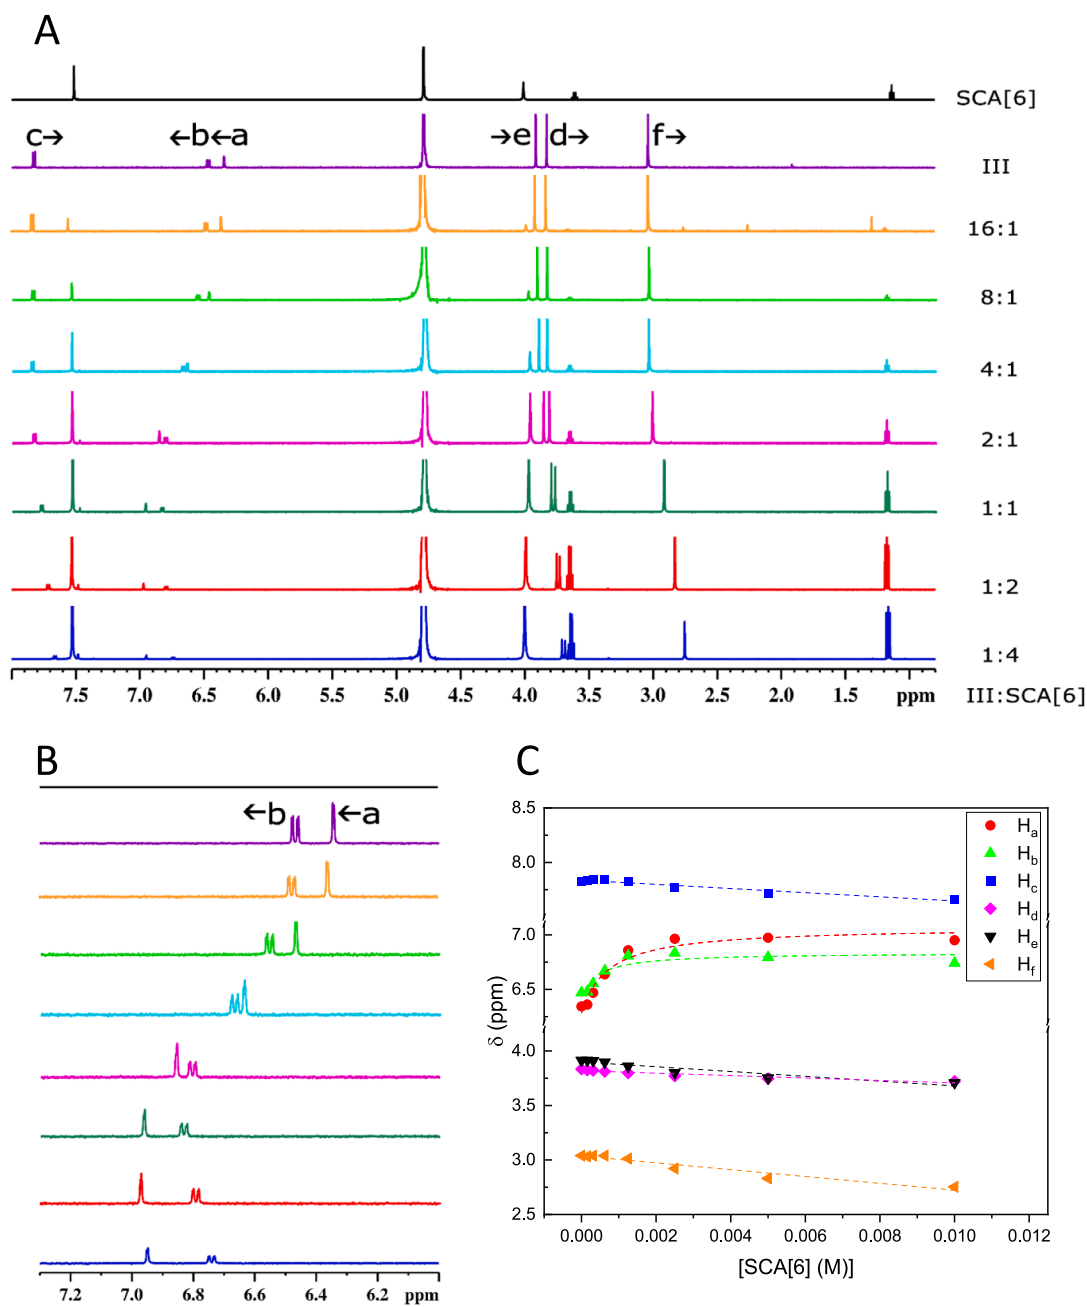 A
SCA[6]
c→ ←b←a →e d→ f→
III
16:1
8:1
4:1
2:1
1:1
1:2
1:4
7.5 7.0 6.5 6.0 5.5 5.0 4.5 4.0 3.5 3.0 2.5 2.0 1.5 ppm
III:SCA[6]
B
←b ←a
7.2 7.0 6.8 6.6 6.4 6.2 ppm
C
8.5
8.0
7.0
6.5
4.0
3.5
3.0
2.5
δ (ppm)
Ha
Hb
Hc
Hd
He
Hf
0.000 0.002 0.004 0.006 0.008 0.010 0.012
[SCA[6] (M)]